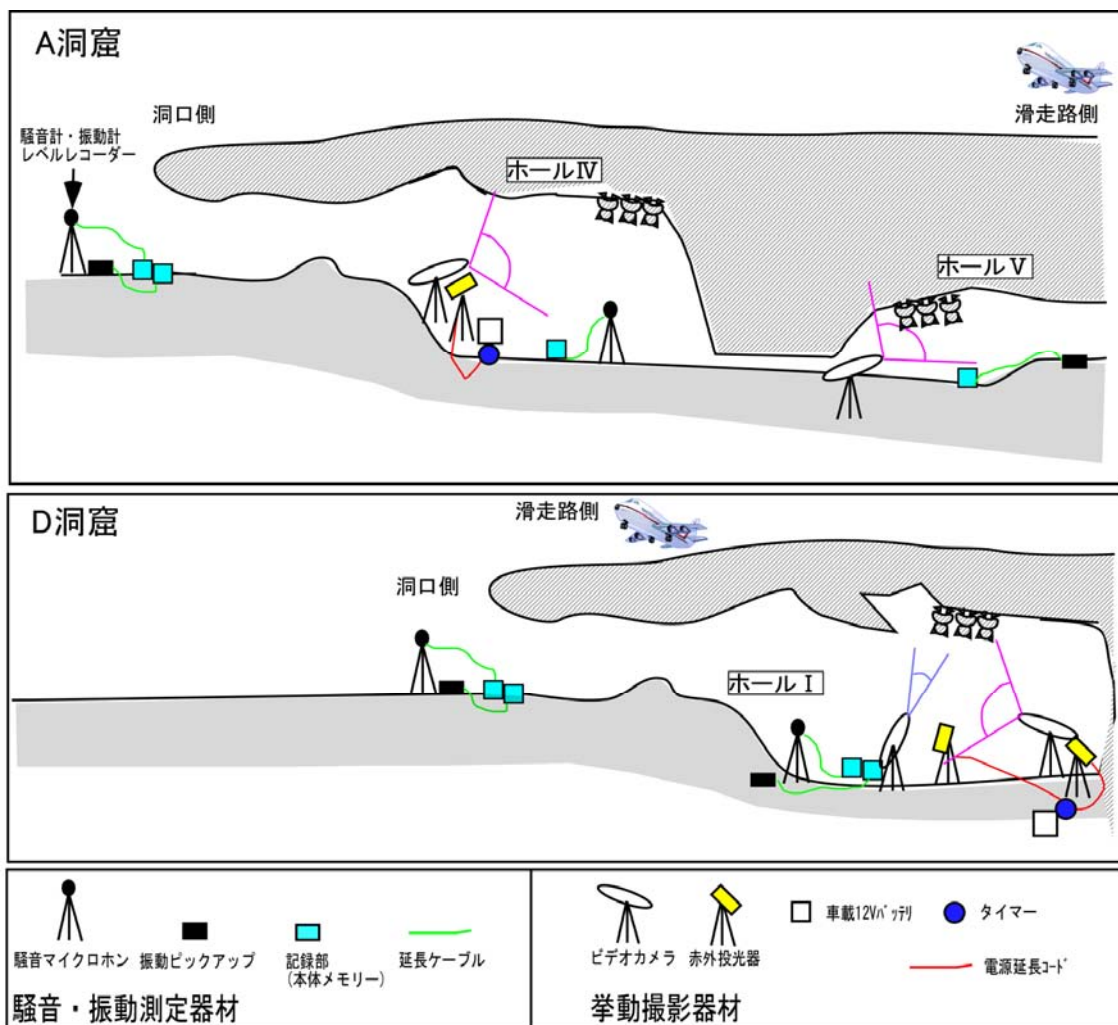 A洞窟
滑走路側
洞口側
騒音計・振動計
レベルレコーダー
ホールⅣ
ホールⅤ
D洞窟
滑走路側
洞口側
ホールⅠ
騒音マイクロホン
振動ピックアップ
記録部
(本体メモリー)
延長ケーブル
騒音・振動測定器材
ビデオカメラ
赤外投光器
車載12Vバッテリ
タイマー
電源延長コード
挙動撮影器材